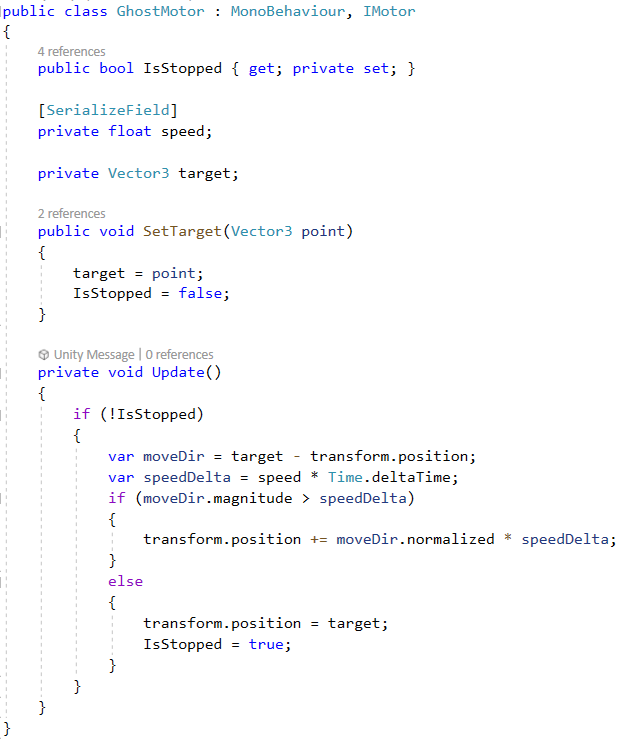 public class GhostMotor : MonoBehaviour, IMotor
{
4 references
public bool IsStopped { get; private set; }
[SerializeField]
private float speed;
private Vector3 target;
2 references
public void SetTarget(Vector3 point)
{
target = point;
IsStopped = false;
}
Unity Message | 0 references
private void Update()
{
if (!IsStopped)
{
var moveDir = target - transform.position;
var speedDelta = speed * Time.deltaTime;
if (moveDir.magnitude > speedDelta)
{
transform.position += moveDir.normalized * speedDelta;
}
else
{
transform.position = target;
IsStopped = true;
}
}
}
}